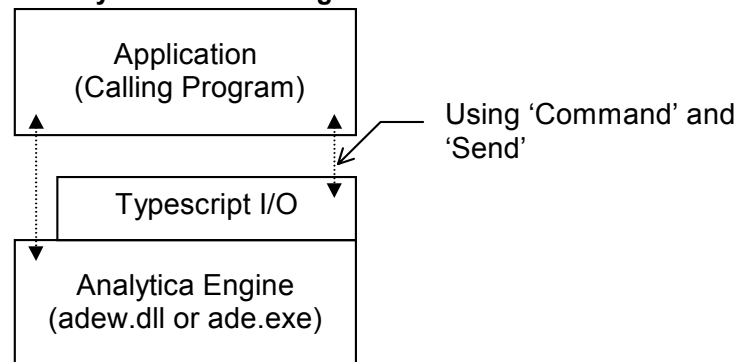 Application
(Calling Program)
Using ‘Command’ and
‘Send’
Typescript I/O
Analytica Engine
(adew.dll or ade.exe)